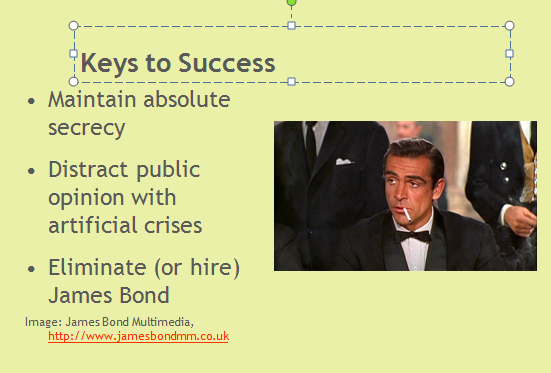 Keys to Success
• Maintain absolute
secrecy
• Distract public
opinion with
artificial crises
• Eliminate (or hire)
James Bond
Image: James Bond Multimedia,
http://www.jamesbondmm.co.uk